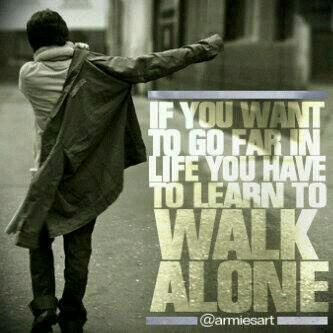 IF YOU WANT
TO GO FAR IN
LIFE YOU HAVE
TO LEARN TO
WALK
ALONE
@armiesart